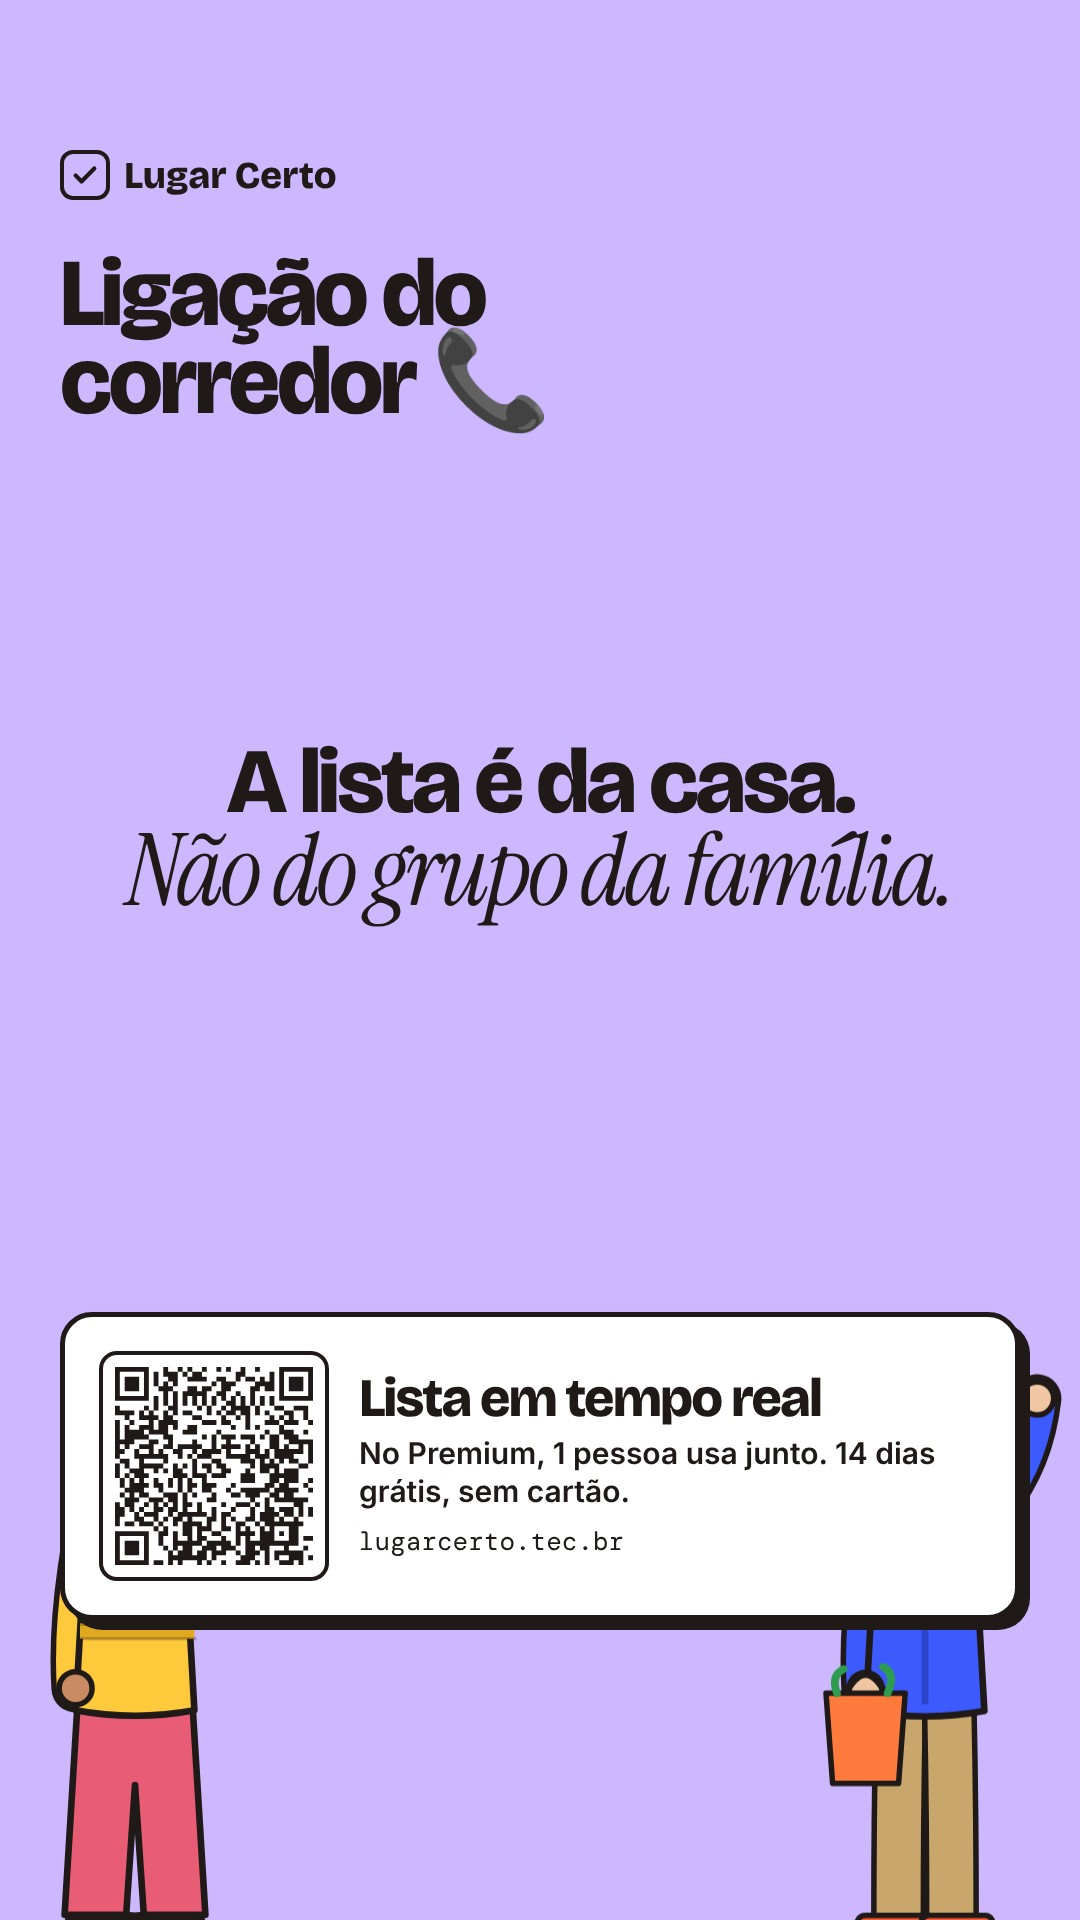 Lugar Certo
Ligação do
corredor 📞
A lista é da casa.
Não do grupo da família.
Lista em tempo real
No Premium, 1 pessoa usa junto. 14 dias
grátis, sem cartão.
lugarcerto.tec.br